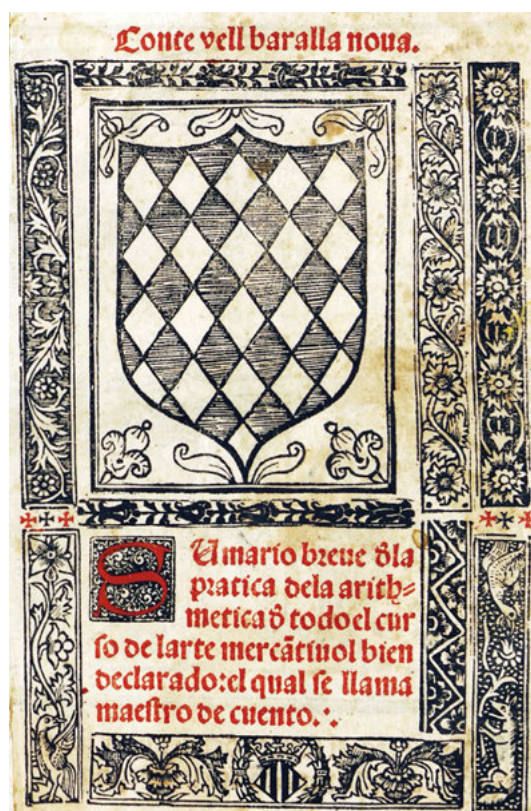 Conte vell baralla noua.
SUmario breue dla
pratica dela arith=
metica d todo el cur
so de larte mercātiuol bien
declarado: el qual se llama
maestro de cuento.